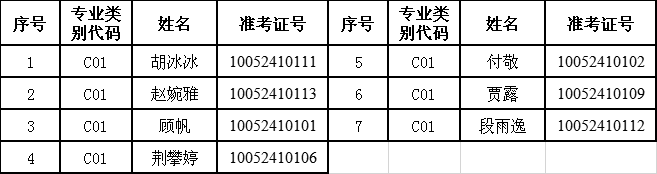 序号 专业类别代码 姓名 准考证号 序号 专业类别代码 姓名 准考证号
1 C01 胡冰冰 10052410111 5 C01 付敬 10052410102
2 C01 赵婉雅 10052410113 6 C01 贾露 10052410109
3 C01 顾帆 10052410101 7 C01 段雨逸 10052410112
4 C01 荆攀婷 10052410106